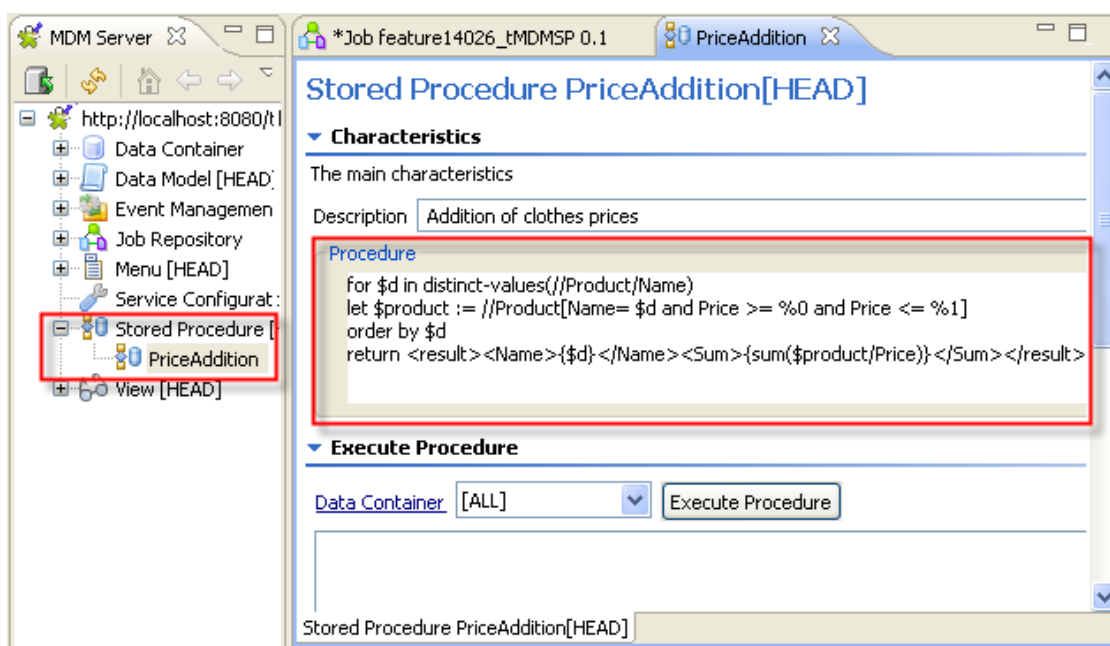 MDM Server
*Job feature14026_tMDMSP 0.1
PriceAddition
http://localhost:8080/t
Data Container
Data Model [HEAD]
Event Managemen
Job Repository
Menu [HEAD]
Service Configurat
Stored Procedure [
PriceAddition
View [HEAD]
Stored Procedure PriceAddition[HEAD]
Characteristics
The main characteristics
Description Addition of clothes prices
Procedure
for $d in distinct-values(//Product/Name)
let $product := //Product[Name= $d and Price >= %0 and Price <= %1]
order by $d
return <result><Name>{$d}</Name><Sum>{sum($product/Price)}</Sum></result>
Execute Procedure
Data Container [ALL] Execute Procedure
Stored Procedure PriceAddition[HEAD]